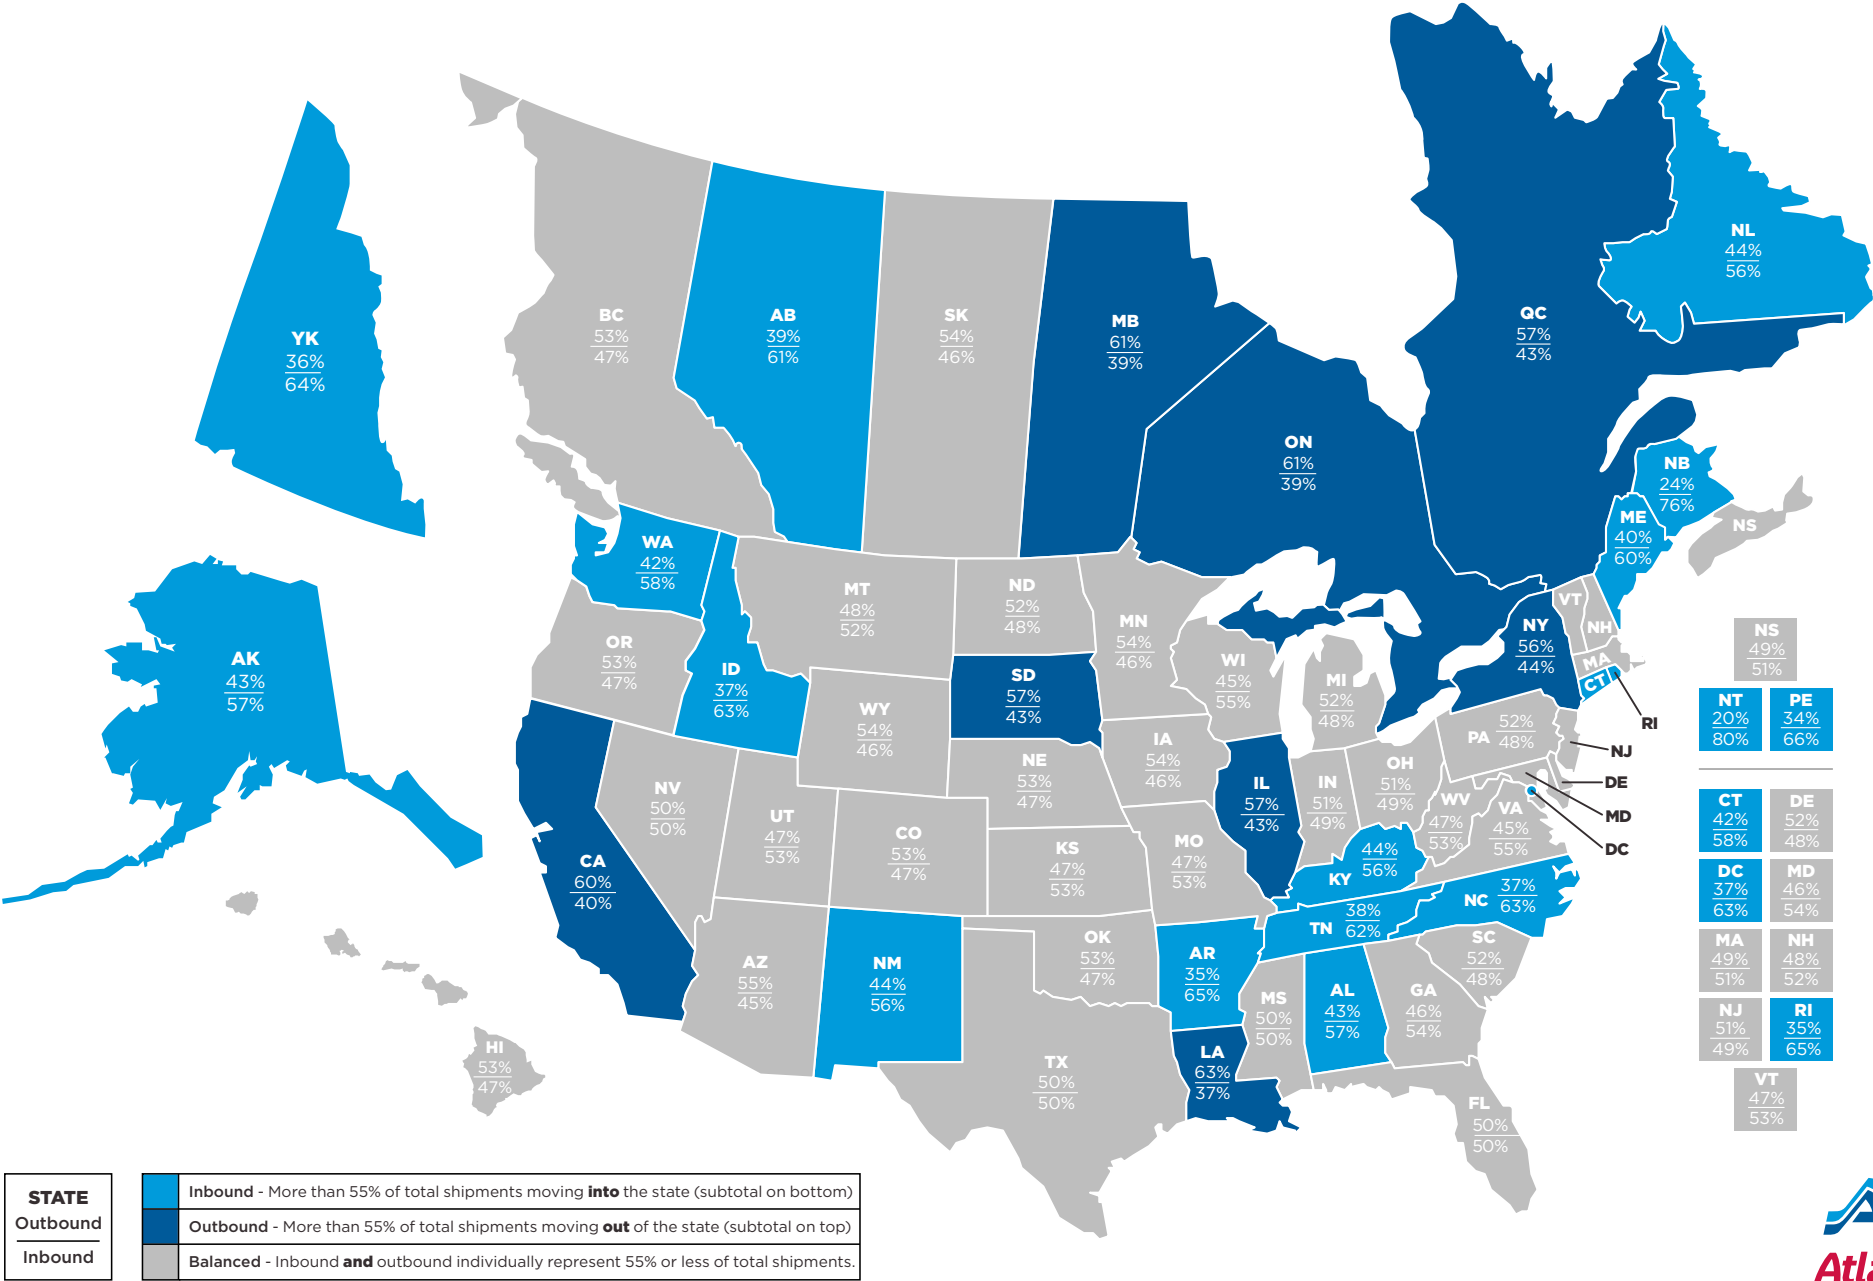 YK
36%
64%
BC
53%
47%
AB
39%
61%
SK
54%
46%
MB
61%
39%
ON
61%
39%
QC
57%
43%
NL
44%
56%
NB
24%
76%
ME
40%
60%
NS
AK
43%
57%
WA
42%
58%
OR
53%
47%
ID
37%
63%
MT
48%
52%
ND
52%
48%
MN
54%
46%
SD
57%
43%
WY
54%
46%
WI
45%
55%
MI
52%
48%
NY
56%
44%
VT
NH
MA
CT
RI
NJ
DE
MD
DC
PA
52%
48%
IA
54%
46%
NE
53%
47%
NV
50%
50%
UT
47%
53%
CO
53%
47%
KS
47%
53%
MO
47%
53%
IL
57%
43%
IN
51%
49%
OH
51%
49%
WV
47%
53%
VA
45%
55%
KY
44%
56%
CA
60%
40%
AZ
55%
45%
NM
44%
56%
OK
53%
47%
AR
35%
65%
TN
38%
62%
NC
37%
63%
SC
52%
48%
MS
50%
50%
AL
43%
57%
GA
46%
54%
HI
53%
47%
TX
50%
50%
LA
63%
37%
FL
50%
50%
NS
49%
51%
NT
20%
80%
PE
34%
66%
CT
42%
58%
DE
52%
48%
DC
37%
63%
MD
46%
54%
MA
49%
51%
NH
48%
52%
NJ
51%
49%
RI
35%
65%
VT
47%
53%
STATE
Outbound
Inbound
Inbound - More than 55% of total shipments moving into the state (subtotal on bottom)
Outbound - More than 55% of total shipments moving out of the state (subtotal on top)
Balanced - Inbound and outbound individually represent 55% or less of total shipments.